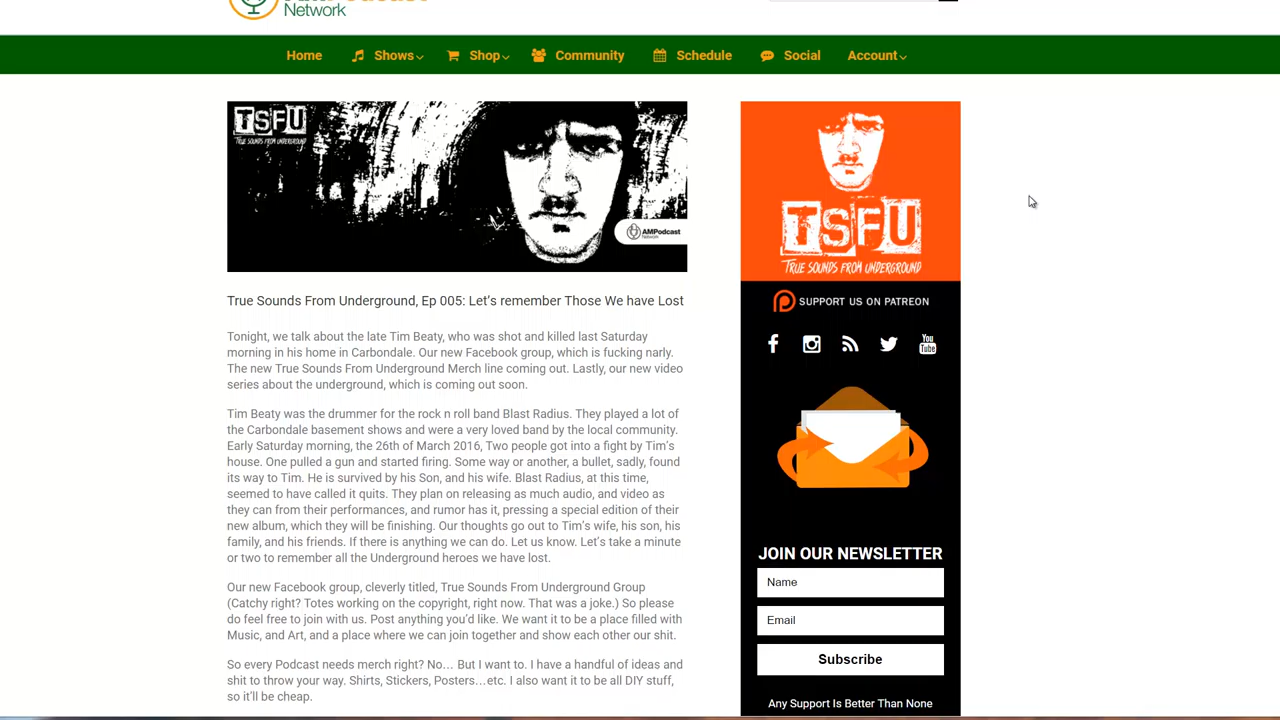 Network
Home Shows Shop Community Schedule Social Account
TSFU
TRUE SOUNDS FROM UNDERGROUND
AMPodcast
Network
True Sounds From Underground, Ep 005: Let's remember Those We have Lost
Tonight, we talk about the late Tim Beaty, who was shot and killed last Saturday
morning in his home in Carbondale. Our new Facebook group, which is fucking narly.
The new True Sounds From Underground Merch line coming out. Lastly, our new video
series about the underground, which is coming out soon.
Tim Beaty was the drummer for the rock n roll band Blast Radius. They played a lot of
the Carbondale basement shows and were a very loved band by the local community.
Early Saturday morning, the 26th of March 2016, Two people got into a fight by Tim's
house. One pulled a gun and started firing. Some way or another, a bullet, sadly, found
its way to Tim. He is survived by his Son, and his wife. Blast Radius, at this time,
seemed to have called it quits. They plan on releasing as much audio, and video as
they can from their performances, and rumor has it, pressing a special edition of their
new album, which they will be finishing. Our thoughts go out to Tim's wife, his son, his
family, and his friends. If there is anything we can do. Let us know. Let's take a minute
or two to remember all the Underground heroes we have lost.
Our new Facebook group, cleverly titled, True Sounds From Underground Group
(Catchy right? Totes working on the copyright, right now. That was a joke.) So please
do feel free to join with us. Post anything you'd like. We want it to be a place filled with
Music, and Art, and a place where we can join together and show each other our shit.
So every Podcast needs merch right? No… But I want to. I have a handful of ideas and
shit to throw your way. Shirts, Stickers, Posters…etc. I also want it to be all DIY stuff,
so it'll be cheap.
TSFU
TRUE SOUNDS FROM UNDERGROUND
SUPPORT US ON PATREON
You
Tube
JOIN OUR NEWSLETTER
Name
Email
Subscribe
Any Support Is Better Than None